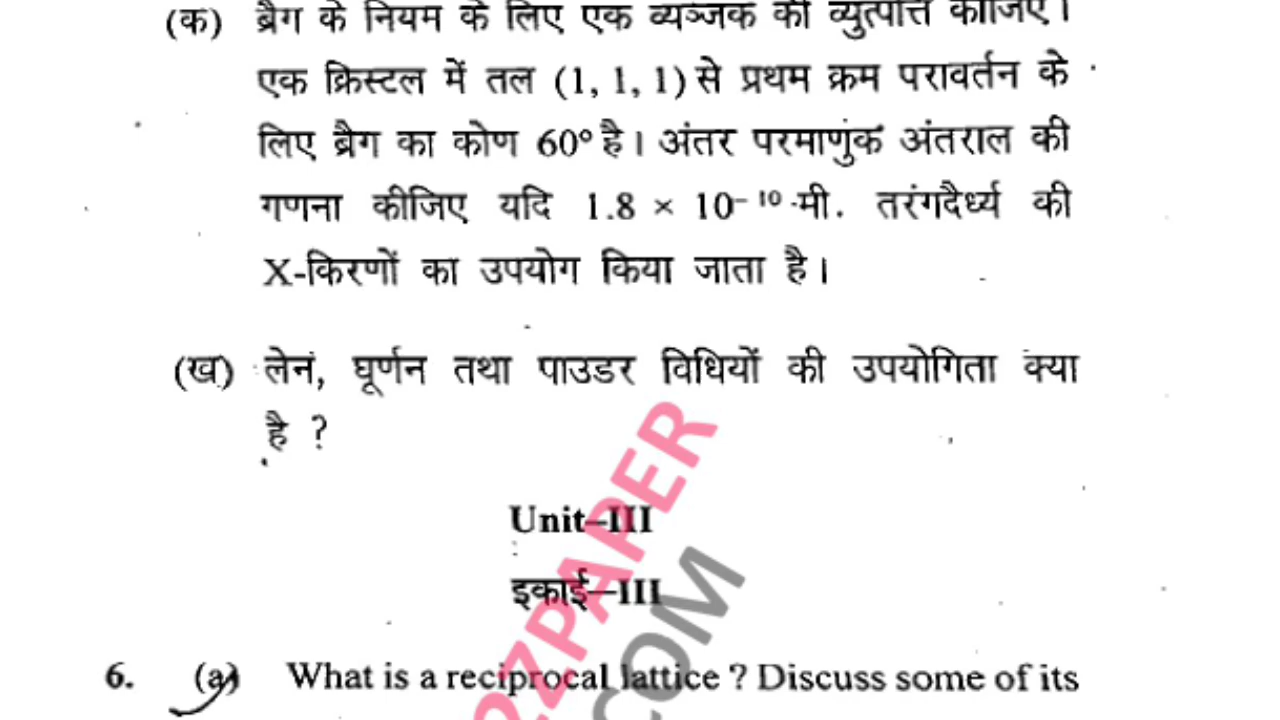 (क) ब्रैग के नियम के लिए एक व्यञ्जक की व्युत्पत्ति कीजिए।
एक क्रिस्टल में तल (1, 1, 1) से प्रथम क्रम परावर्तन के
लिए ब्रैग का कोण 60° है। अंतर परमाणुक अंतराल की
गणना कीजिए यदि 1.8 × 10⁻¹⁰ मी. तरंगदैर्ध्य की
X-किरणों का उपयोग किया जाता है।
(ख) लेन, घूर्णन तथा पाउडर विधियों की उपयोगिता क्या
है ?
Unit–III
इकाई–III
6. (a) What is a reciprocal lattice ? Discuss some of its